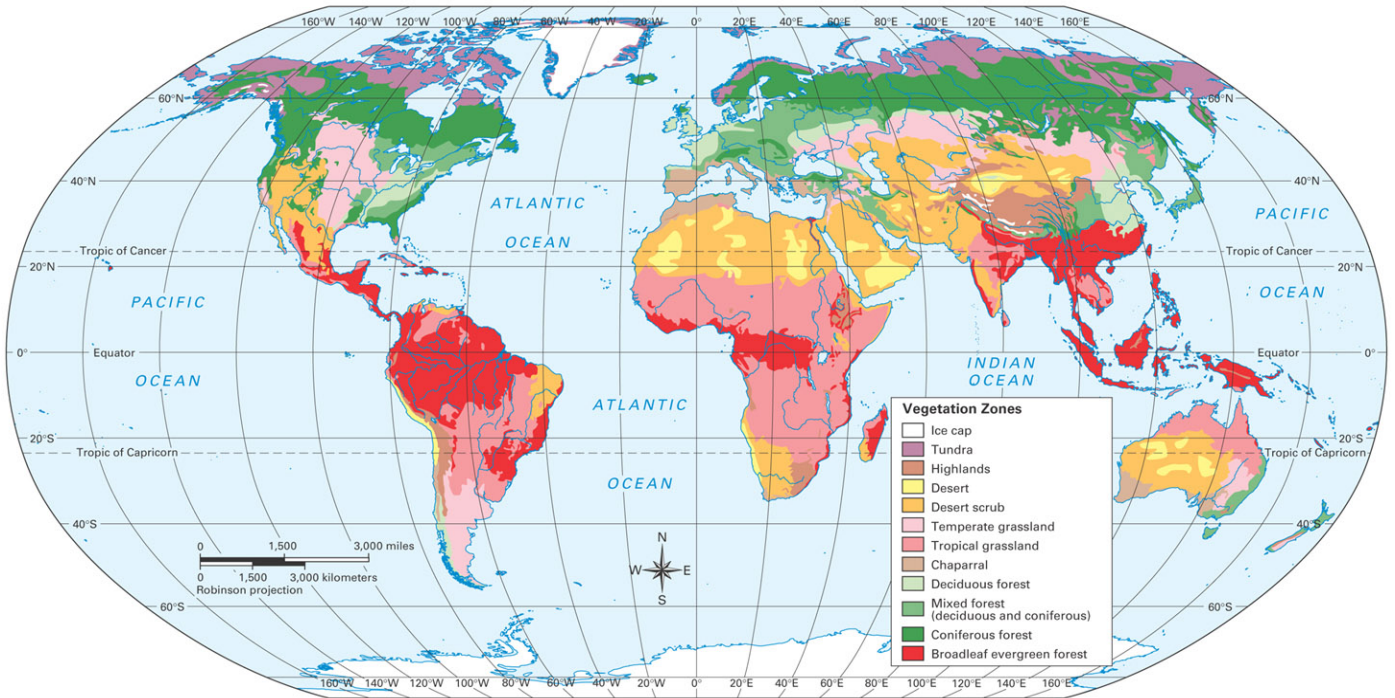 160°W 140°W 120°W 100°W 80°W 60°W 40°W 20°W 0° 20°E 40°E 60°E 80°E 100°E 120°E 140°E 160°E
60°N 60°N
40°N 40°N
ATLANTIC
OCEAN
PACIFIC
OCEAN
Tropic of Cancer Tropic of Cancer
20°N 20°N
PACIFIC
OCEAN
0° Equator Equator 0°
INDIAN
OCEAN
ATLANTIC
OCEAN
20°S 20°S
Tropic of Capricorn Tropic of Capricorn
40°S 40°S
60°S 60°S
Vegetation Zones
Ice cap
Tundra
Highlands
Desert
Desert scrub
Temperate grassland
Tropical grassland
Chaparral
Deciduous forest
Mixed forest
(deciduous and coniferous)
Coniferous forest
Broadleaf evergreen forest
0 1,500 3,000 miles
0 1,500 3,000 kilometers
Robinson projection
N
W E
S
160°W 140°W 120°W 100°W 80°W 60°W 40°W 20°W 0° 20°E 40°E 60°E 80°E 100°E 120°E 140°E 160°E